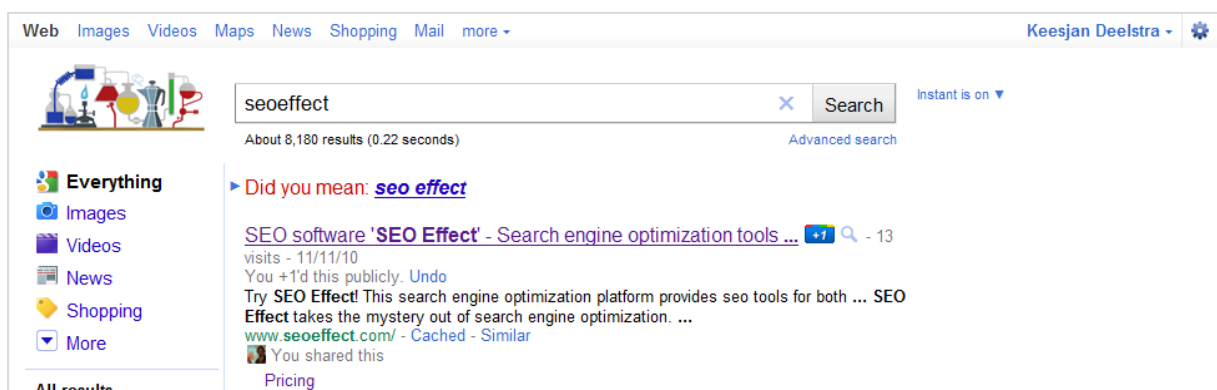 Web Images Videos Maps News Shopping Mail more Keesjan Deelstra
seoeffect × Search Instant is on ▼
About 8,180 results (0.22 seconds) Advanced search
Everything
Images
Videos
News
Shopping
More
All results
Did you mean: seo effect
SEO software 'SEO Effect' - Search engine optimization tools ... +1 - 13
visits - 11/11/10
You +1'd this publicly. Undo
Try SEO Effect! This search engine optimization platform provides seo tools for both ... SEO
Effect takes the mystery out of search engine optimization. ...
www.seoeffect.com/ - Cached - Similar
You shared this
Pricing